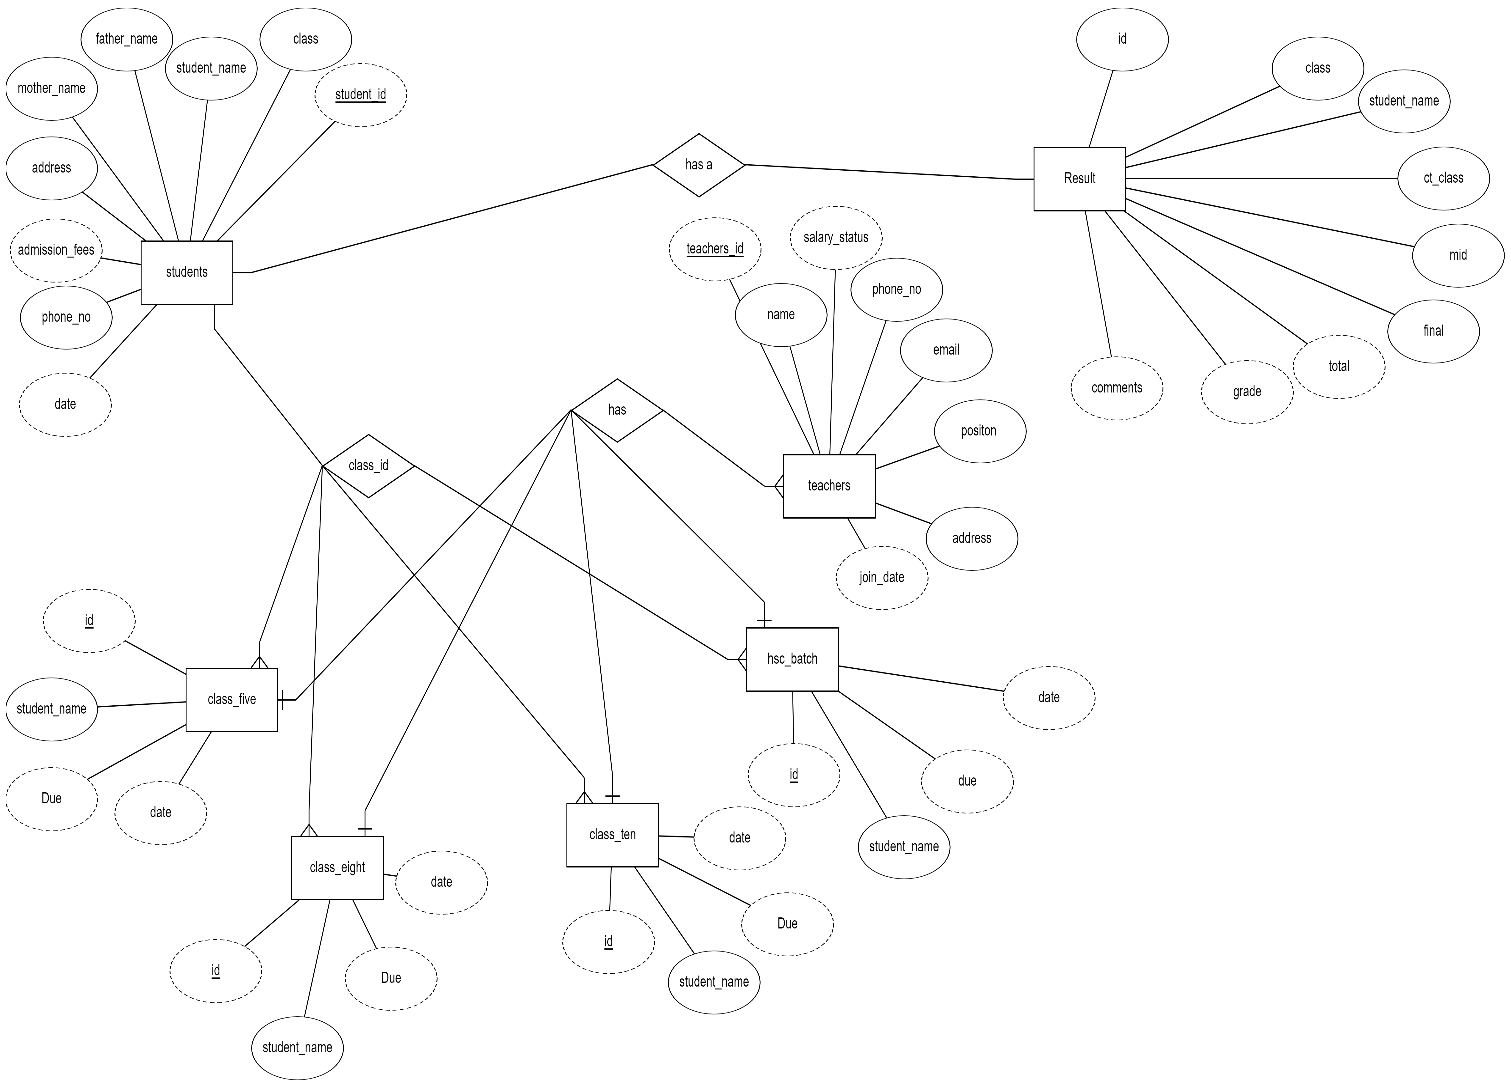 father_name
class
student_name
mother_name
student_id
address
admission_fees
students
phone_no
date
has a
id
class
student_name
Result
ct_class
mid
final
total
grade
comments
teachers_id
salary_status
phone_no
name
email
positon
teachers
address
join_date
has
class_id
id
student_name
class_five
Due
date
class_eight
date
id
Due
student_name
class_ten
date
Due
id
student_name
hsc_batch
date
due
id
student_name